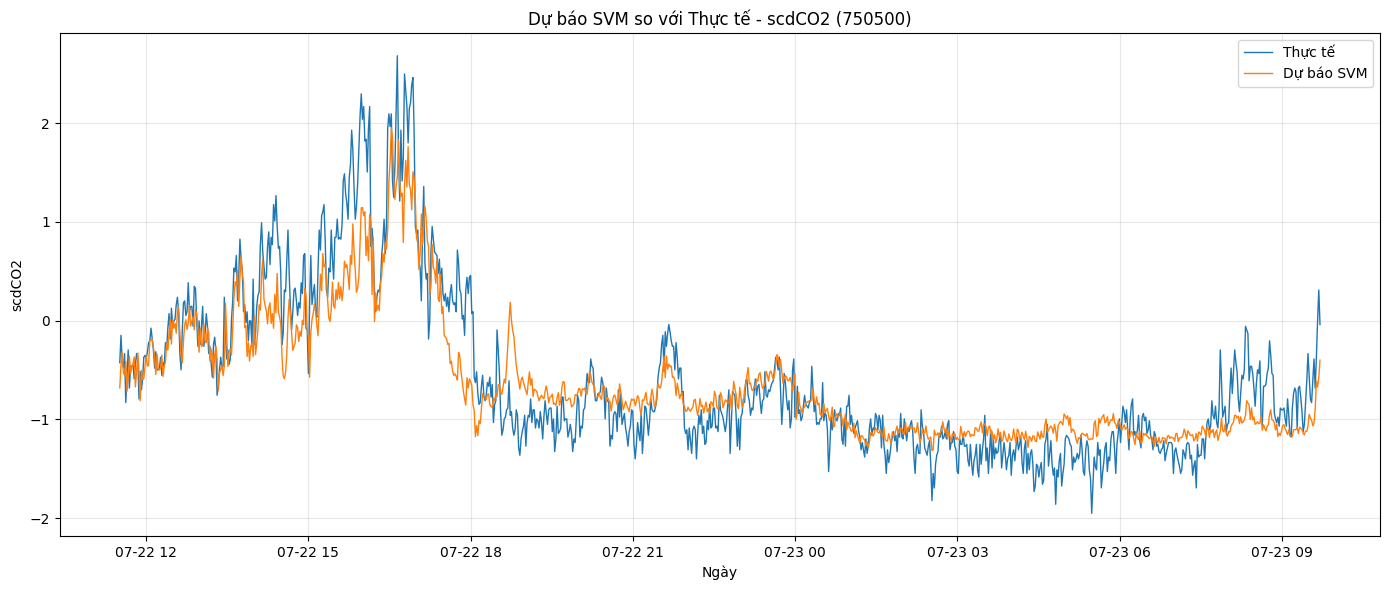 Dự báo SVM so với Thực tế - scdCO2 (750500)
Thực tế
Dự báo SVM
scdCO2
2
1
0
−1
−2
07-22 12
07-22 15
07-22 18
07-22 21
07-23 00
07-23 03
07-23 06
07-23 09
Ngày